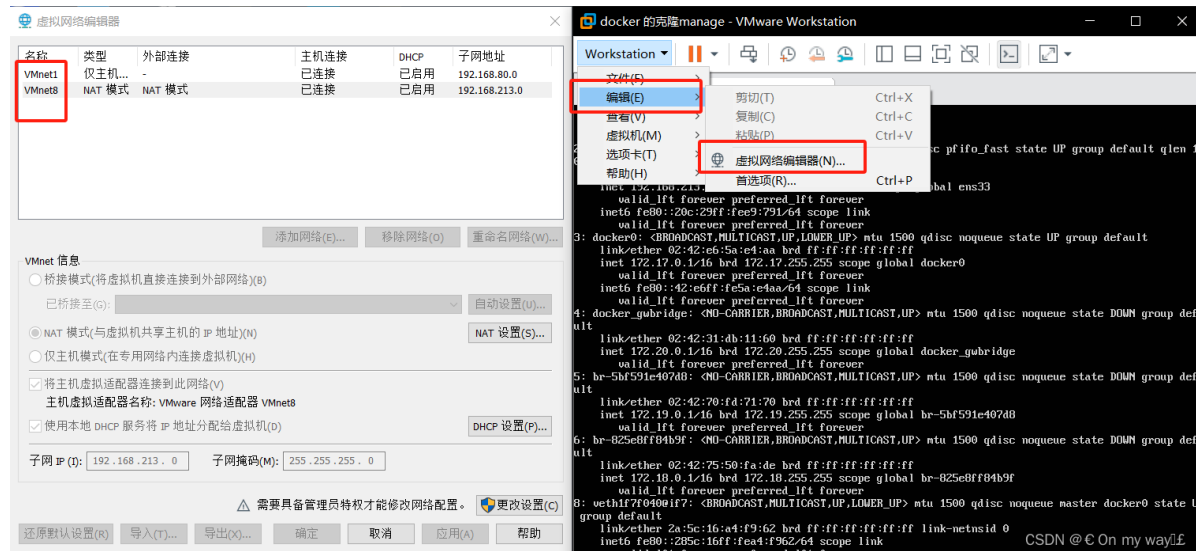 虚拟网络编辑器
名称 类型 外部连接 主机连接 DHCP 子网地址
VMnet1 仅主机... - 已连接 已启用 192.168.80.0
VMnet8 NAT 模式 NAT 模式 已连接 已启用 192.168.213.0
添加网络(E)... 移除网络(O) 重命名网络(W)...
VMnet 信息
桥接模式(将虚拟机直接连接到外部网络)(B)
已桥接至(G): 自动设置(U)...
NAT 模式(与虚拟机共享主机的 IP 地址)(N) NAT 设置(S)...
仅主机模式(在专用网络内连接虚拟机)(H)
将主机虚拟适配器连接到此网络(V)
主机虚拟适配器名称: VMware 网络适配器 VMnet8
使用本地 DHCP 服务将 IP 地址分配给虚拟机(D) DHCP 设置(P)...
子网 IP (I): 192.168.213. 0 子网掩码(M): 255.255.255. 0
需要具备管理员特权才能修改网络配置。 更改设置(C)
还原默认设置(R) 导入(T)... 导出(X)... 确定 取消 应用(A) 帮助
docker 的克隆manage - VMware Workstation
Workstation
文件(F)
编辑(E)
查看(V)
虚拟机(M)
选项卡(T)
帮助(H)
剪切(T) Ctrl+X
复制(C) Ctrl+C
粘贴(P) Ctrl+V
虚拟网络编辑器(N)...
首选项(R)... Ctrl+P
sc pfifo_fast state UP group default qlen 1
inet 192.168.213. bal ens33
valid_lft forever preferred_lft forever
inet6 fe80::20c:29ff:fee9:791/64 scope link
valid_lft forever preferred_lft forever
3: docker0: <BROADCAST,MULTICAST,UP,LOWER_UP> mtu 1500 qdisc noqueue state UP group default
link/ether 02:42:e6:5a:e4:aa brd ff:ff:ff:ff:ff:ff
inet 172.17.0.1/16 brd 172.17.255.255 scope global docker0
valid_lft forever preferred_lft forever
inet6 fe80::42:e6ff:fe5a:e4aa/64 scope link
valid_lft forever preferred_lft forever
4: docker_gwbridge: <NO-CARRIER,BROADCAST,MULTICAST,UP> mtu 1500 qdisc noqueue state DOWN group def
ult
link/ether 02:42:31:db:11:60 brd ff:ff:ff:ff:ff:ff
inet 172.20.0.1/16 brd 172.20.255.255 scope global docker_gwbridge
valid_lft forever preferred_lft forever
5: br-5bf591e407d8: <NO-CARRIER,BROADCAST,MULTICAST,UP> mtu 1500 qdisc noqueue state DOWN group def
ult
link/ether 02:42:70:fd:71:70 brd ff:ff:ff:ff:ff:ff
inet 172.19.0.1/16 brd 172.19.255.255 scope global br-5bf591e407d8
valid_lft forever preferred_lft forever
6: br-825e8ff84b9f: <NO-CARRIER,BROADCAST,MULTICAST,UP> mtu 1500 qdisc noqueue state DOWN group def
ult
link/ether 02:42:75:50:fa:de brd ff:ff:ff:ff:ff:ff
inet 172.18.0.1/16 brd 172.18.255.255 scope global br-825e8ff84b9f
valid_lft forever preferred_lft forever
8: veth1f7f040@if7: <BROADCAST,MULTICAST,UP,LOWER_UP> mtu 1500 qdisc noqueue master docker0 state U
group default
link/ether 2a:5c:16:a4:f9:62 brd ff:ff:ff:ff:ff:ff link-netnsid 0
inet6 fe80::285c:16ff:fea4:f962/64 scope link
CSDN @€ On my way£